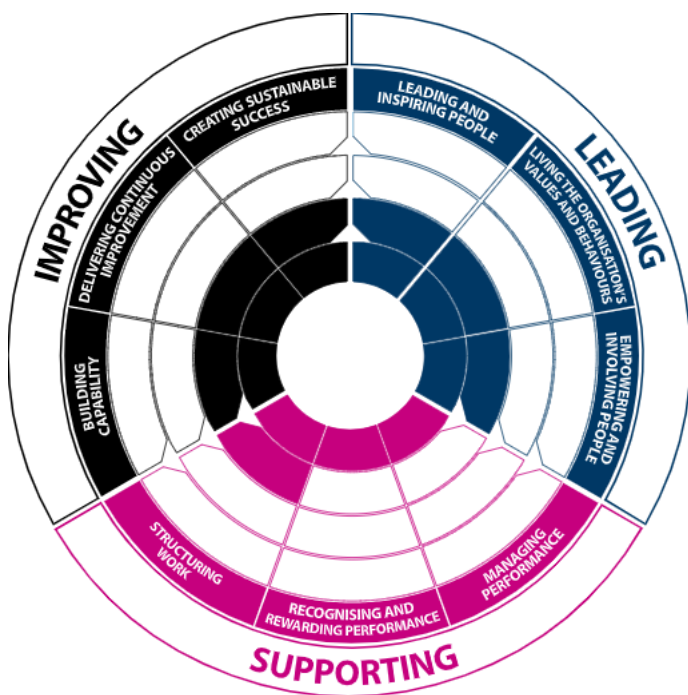 IMPROVING
CREATING SUSTAINABLE
SUCCESS
DELIVERING CONTINUOUS
IMPROVEMENT
BUILDING
CAPABILITY
LEADING
LEADING AND
INSPIRING PEOPLE
LIVING THE ORGANISATION'S
VALUES AND BEHAVIOURS
EMPOWERING AND
INVOLVING PEOPLE
STRUCTURING
WORK
RECOGNISING AND
REWARDING PERFORMANCE
MANAGING
PERFORMANCE
SUPPORTING